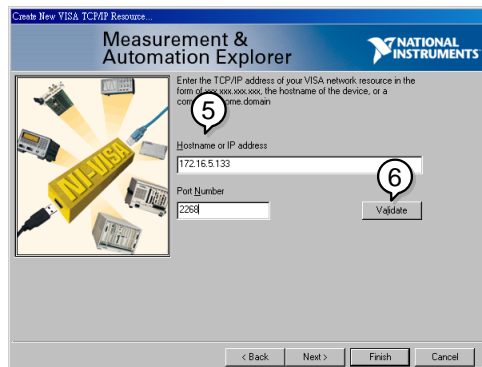 Create New VISA TCP/IP Resource...
Measurement &
Automation Explorer
NATIONAL
INSTRUMENTS
Enter the TCP/IP address of your VISA network resource in the
form of xxx.xxx.xxx.xxx, the hostname of the device, or a
5
Hostname or IP address
172.16.5.133
6
Port Number
2268
Validate
NI-VISA
< Back
Next >
Finish
Cancel